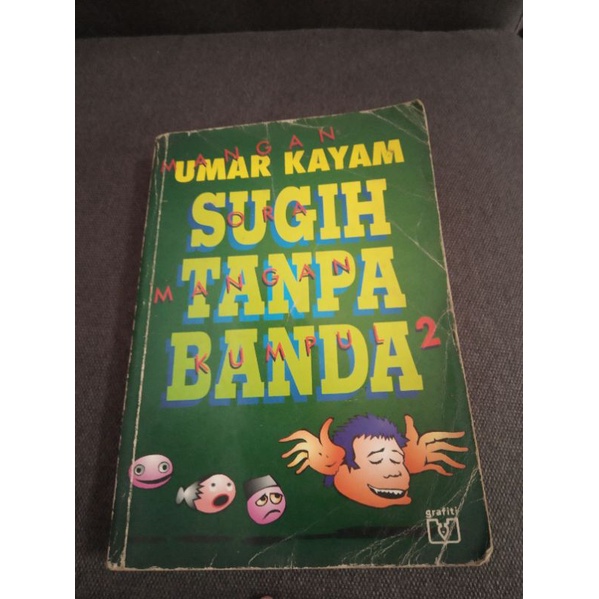 MANGAN
UMAR KAYAM
ORA
SUGIH
MANGAN
TANPA
KUMPUL 2
BANDA
grafiti